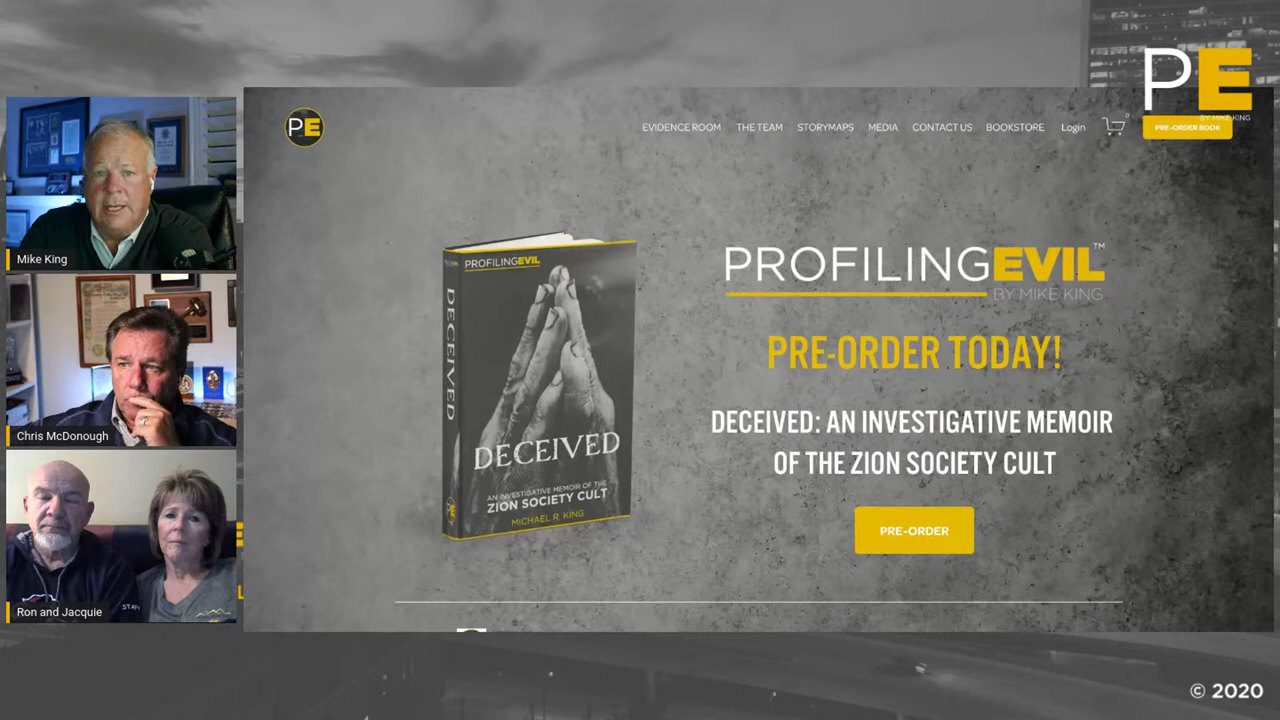 Mike King
Chris McDonough
Ron and Jacquie
STAFF
PE
EVIDENCE ROOM
THE TEAM
STORYMAPS
MEDIA
CONTACT US
BOOKSTORE
Login
0
PE
BY MIKE KING
PRE-ORDER BOOK
PROFILINGEVIL
DECEIVED
DECEIVED
AN INVESTIGATIVE MEMOIR OF THE
ZION SOCIETY CULT
MICHAEL R. KING
PROFILINGEVIL™
BY MIKE KING
PRE-ORDER TODAY!
DECEIVED: AN INVESTIGATIVE MEMOIR
OF THE ZION SOCIETY CULT
PRE-ORDER
© 2020